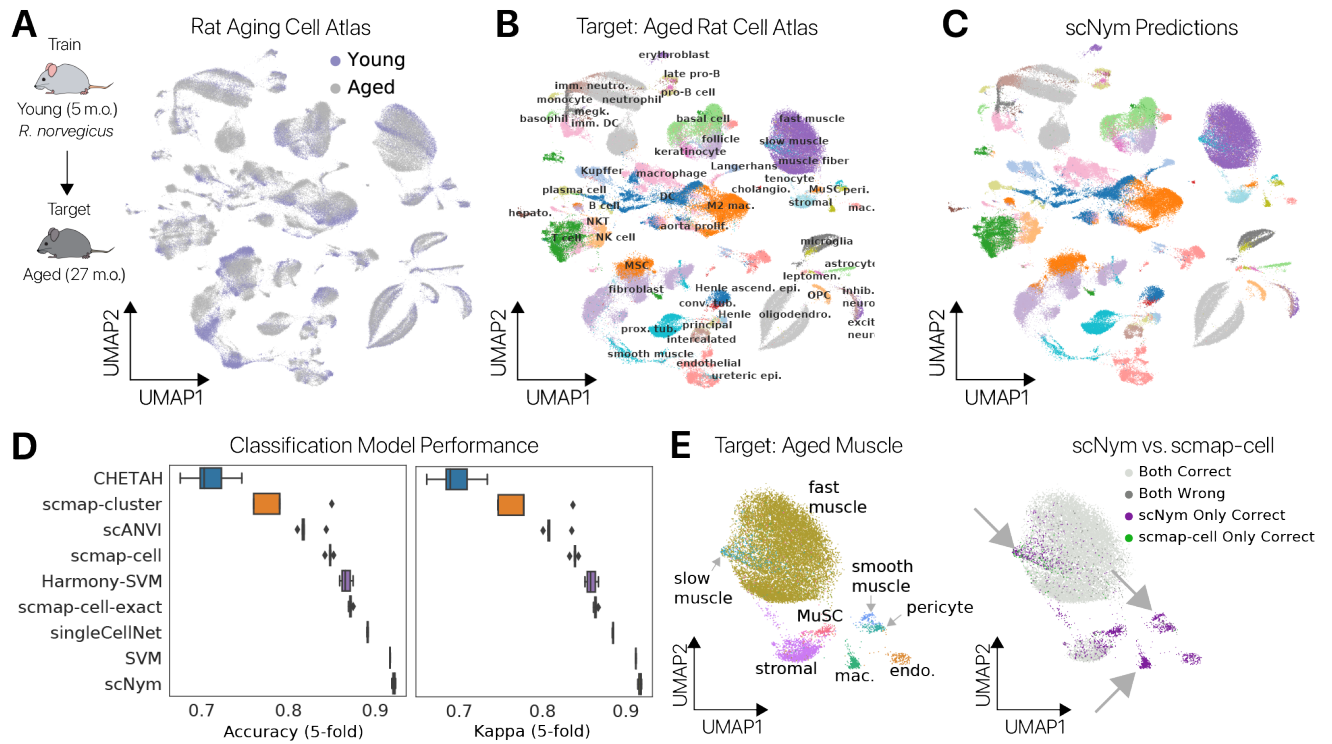 A
Rat Aging Cell Atlas
Train
Young (5 m.o.)
R. norvegicus
Target
Aged (27 m.o.)
Young
Aged
UMAP2
UMAP1
B
Target: Aged Rat Cell Atlas
erythroblast
late pro-B
imm. neutro.
pro-B cell
monocyte
neutrophil
megk.
basophil
imm. DC
basal cell
fast muscle
follicle
slow muscle
keratinocyte
muscle fiber
Langerhans
Kupffer
macrophage
tenocyte
plasma cell
cholangio.
MuSC
peri.
B cell
DC
M2 mac.
stromal
mac.
hepato.
NKT
aorta prolif.
T cell
NK cell
microglia
MSC
astrocyt
leptomen.
fibroblast
Henle ascend. epi.
OPC
inhib.
neuro
conv. tub.
Henle
oligodendro.
prox. tub.
principal
excit
neur
intercalated
smooth muscle
endothelial
ureteric epi.
UMAP2
UMAP1
C
scNym Predictions
UMAP2
UMAP1
D
Classification Model Performance
CHETAH
scmap-cluster
scANVI
scmap-cell
Harmony-SVM
scmap-cell-exact
singleCellNet
SVM
scNym
0.7 0.8 0.9
Accuracy (5-fold)
0.7 0.8 0.9
Kappa (5-fold)
E
Target: Aged Muscle
fast
muscle
slow
muscle
smooth
muscle
MuSC
pericyte
stromal
mac.
endo.
UMAP2
UMAP1
scNym vs. scmap-cell
Both Correct
Both Wrong
scNym Only Correct
scmap-cell Only Correct
UMAP2
UMAP1